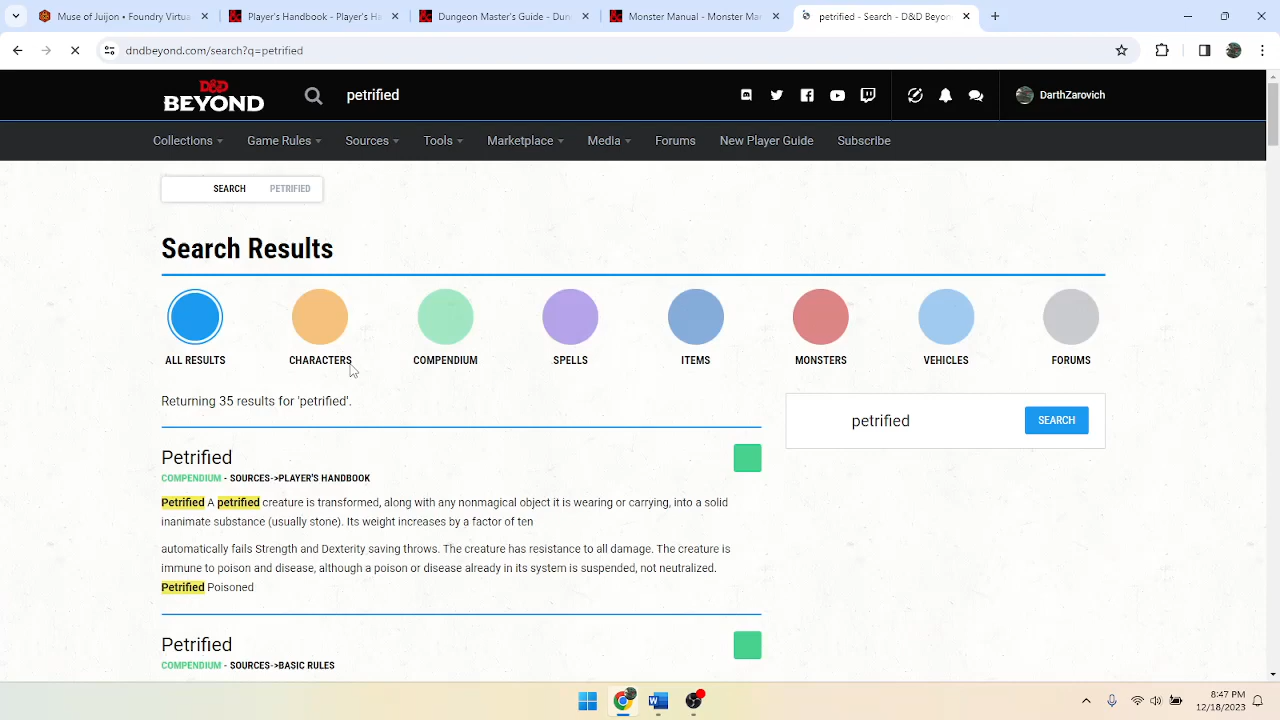 Muse of Juijon - Foundry Virtu
Player's Handbook - Player's Ha
Dungeon Master's Guide - Dun
Monster Manual - Monster Man
petrified - Search - D&D Beyon
dndbeyond.com/search?q=petrified
D&D
BEYOND
petrified
DarthZarovich
Collections
Game Rules
Sources
Tools
Marketplace
Media
Forums
New Player Guide
Subscribe
SEARCH
PETRIFIED
Search Results
ALL RESULTS
CHARACTERS
COMPENDIUM
SPELLS
ITEMS
MONSTERS
VEHICLES
FORUMS
Returning 35 results for 'petrified'.
petrified
SEARCH
Petrified
COMPENDIUM - SOURCES->PLAYER'S HANDBOOK
Petrified A petrified creature is transformed, along with any nonmagical object it is wearing or carrying, into a solid
inanimate substance (usually stone). Its weight increases by a factor of ten
automatically fails Strength and Dexterity saving throws. The creature has resistance to all damage. The creature is
immune to poison and disease, although a poison or disease already in its system is suspended, not neutralized.
Petrified Poisoned
Petrified
COMPENDIUM - SOURCES->BASIC RULES
8:47 PM
12/18/2023